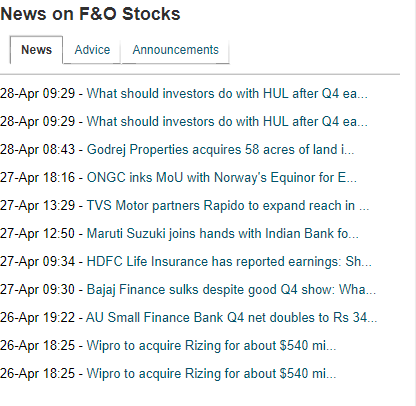 News on F&O Stocks
News Advice Announcements
28-Apr 09:29 - What should investors do with HUL after Q4 ea...
28-Apr 09:29 - What should investors do with HUL after Q4 ea...
28-Apr 08:43 - Godrej Properties acquires 58 acres of land i...
27-Apr 18:16 - ONGC inks MoU with Norway's Equinor for E...
27-Apr 13:29 - TVS Motor partners Rapido to expand reach in ...
27-Apr 12:50 - Maruti Suzuki joins hands with Indian Bank fo...
27-Apr 09:34 - HDFC Life Insurance has reported earnings: Sh...
27-Apr 09:30 - Bajaj Finance sulks despite good Q4 show: Wha...
26-Apr 19:22 - AU Small Finance Bank Q4 net doubles to Rs 34...
26-Apr 18:25 - Wipro to acquire Rizing for about $540 mi...
26-Apr 18:25 - Wipro to acquire Rizing for about $540 mi...